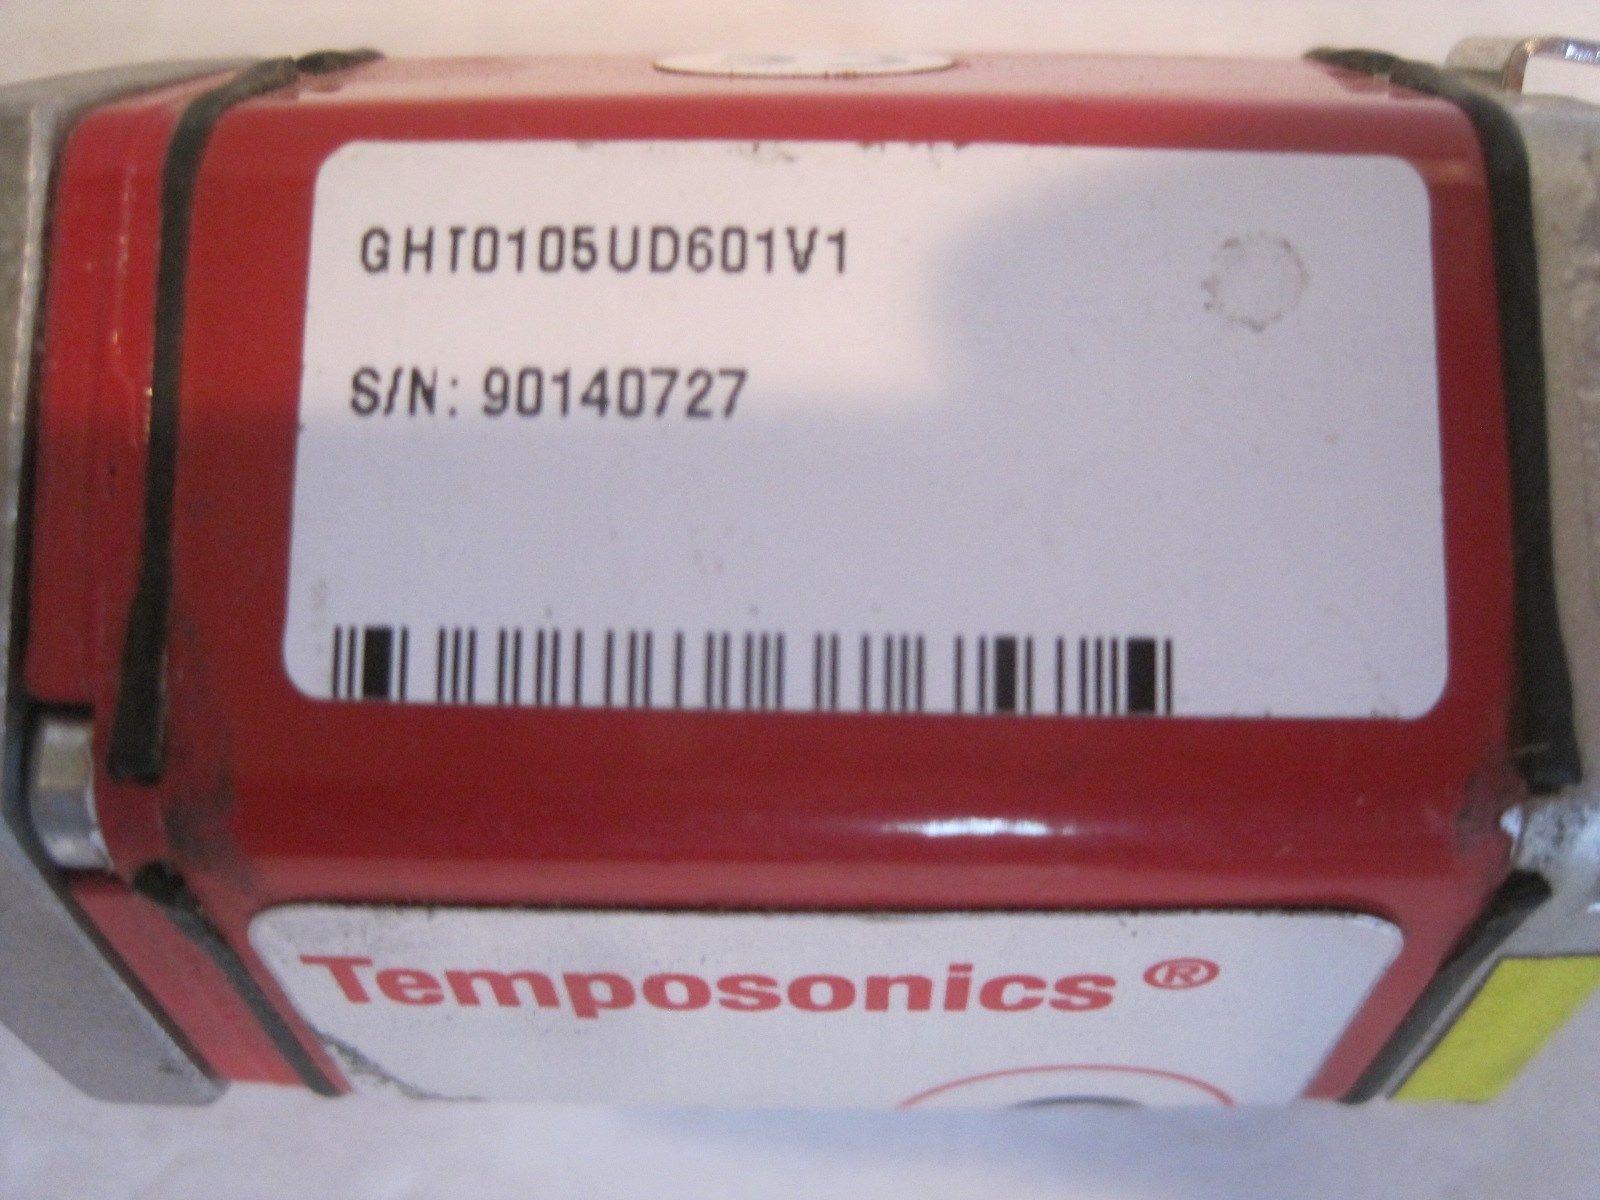 GHT0105UD601V1
S/N: 90140727
Temposonics ®